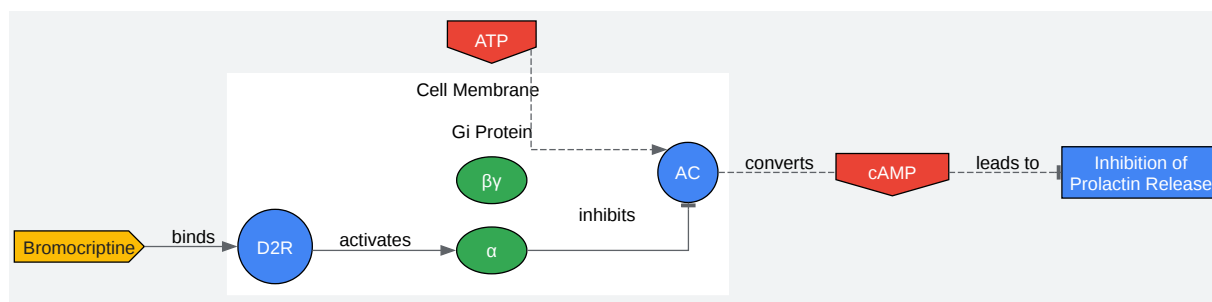 ATP
Cell Membrane
Gi Protein
βγ
AC
converts
cAMP
leads to
Inhibition of
Prolactin Release
inhibits
Bromocriptine
binds
D2R
activates
α